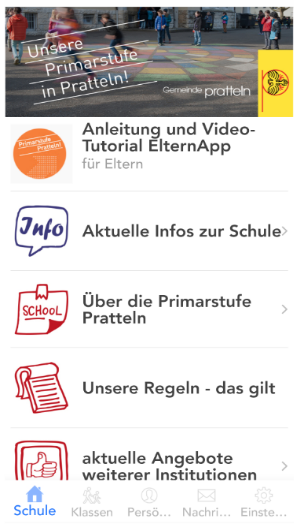 Unsere
Primarstufe
in Pratteln!
Gemeinde pratteln
Primarstufe
Pratteln!
Anleitung und Video-
Tutorial ElternApp
für Eltern
Info
Aktuelle Infos zur Schule
SCHOOL
Über die Primarstufe
Pratteln
Unsere Regeln - das gilt
aktuelle Angebote
weiterer Institutionen
Schule
Klassen
Persö...
Nachri...
Einste...